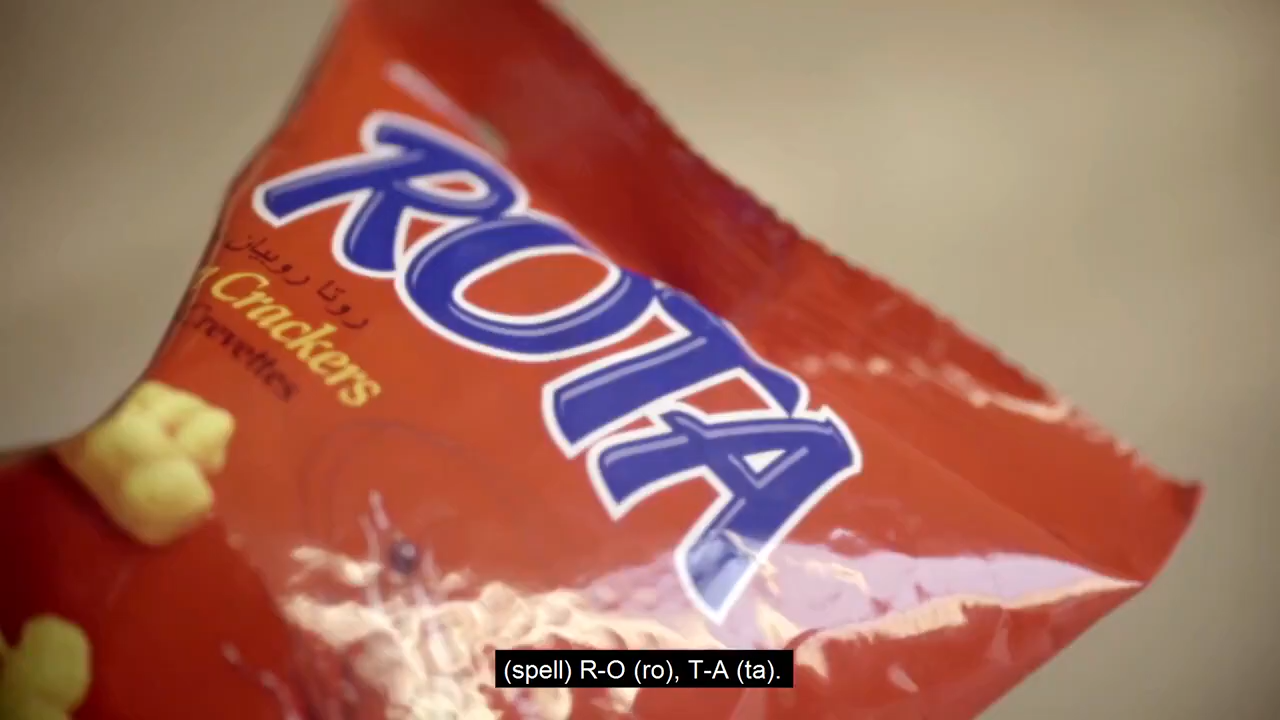 ROTA
روتا روبيان
Crackers
Crevettes
(spell) R-O (ro), T-A (ta).